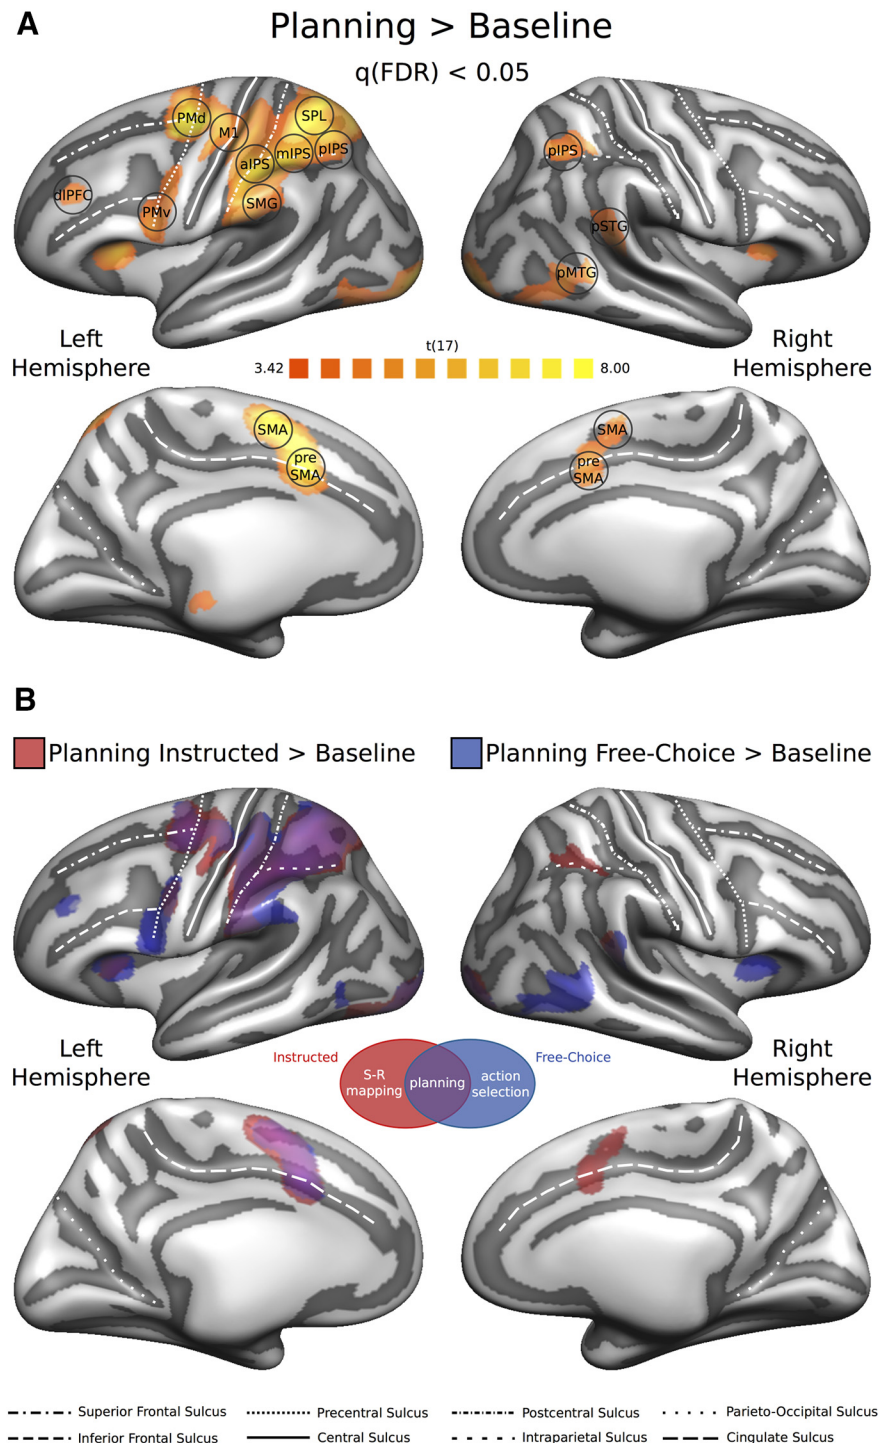 A
Planning > Baseline
q(FDR) < 0.05
PMd
M1
SPL
aIPS
mIPS
pIPS
dlPFC
PMv
SMG
pIPS
pSTG
pMTG
Left
Hemisphere
Right
Hemisphere
t(17)
3.42
8.00
SMA
pre
SMA
SMA
pre
SMA
B
Planning Instructed > Baseline
Planning Free-Choice > Baseline
Left
Hemisphere
Right
Hemisphere
Instructed
Free-Choice
S-R
mapping
planning
action
selection
Superior Frontal Sulcus
Precentral Sulcus
Postcentral Sulcus
Parieto-Occipital Sulcus
Inferior Frontal Sulcus
Central Sulcus
Intraparietal Sulcus
Cingulate Sulcus